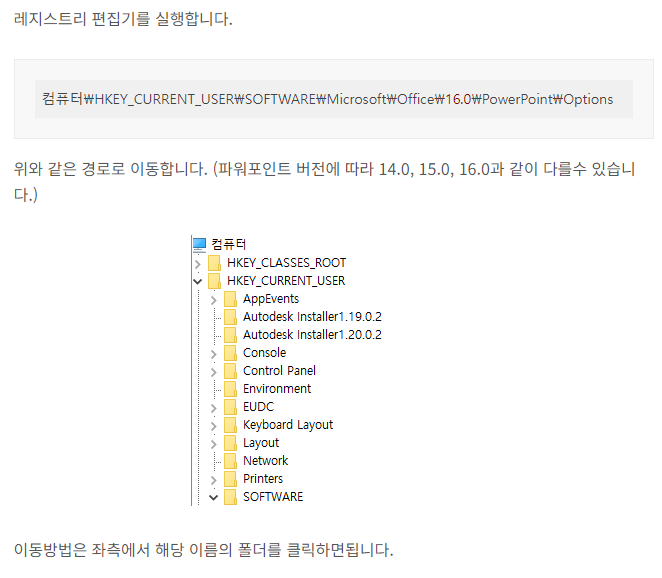 레지스트리 편집기를 실행합니다.
컴퓨터₩HKEY_CURRENT_USER₩SOFTWARE₩Microsoft₩Office₩16.0₩PowerPoint₩Options
위와 같은 경로로 이동합니다. (파워포인트 버전에 따라 14.0, 15.0, 16.0과 같이 다를수 있습니
다.)
컴퓨터
HKEY_CLASSES_ROOT
HKEY_CURRENT_USER
AppEvents
Autodesk Installer1.19.0.2
Autodesk Installer1.20.0.2
Console
Control Panel
Environment
EUDC
Keyboard Layout
Layout
Network
Printers
SOFTWARE
이동방법은 좌측에서 해당 이름의 폴더를 클릭하면됩니다.